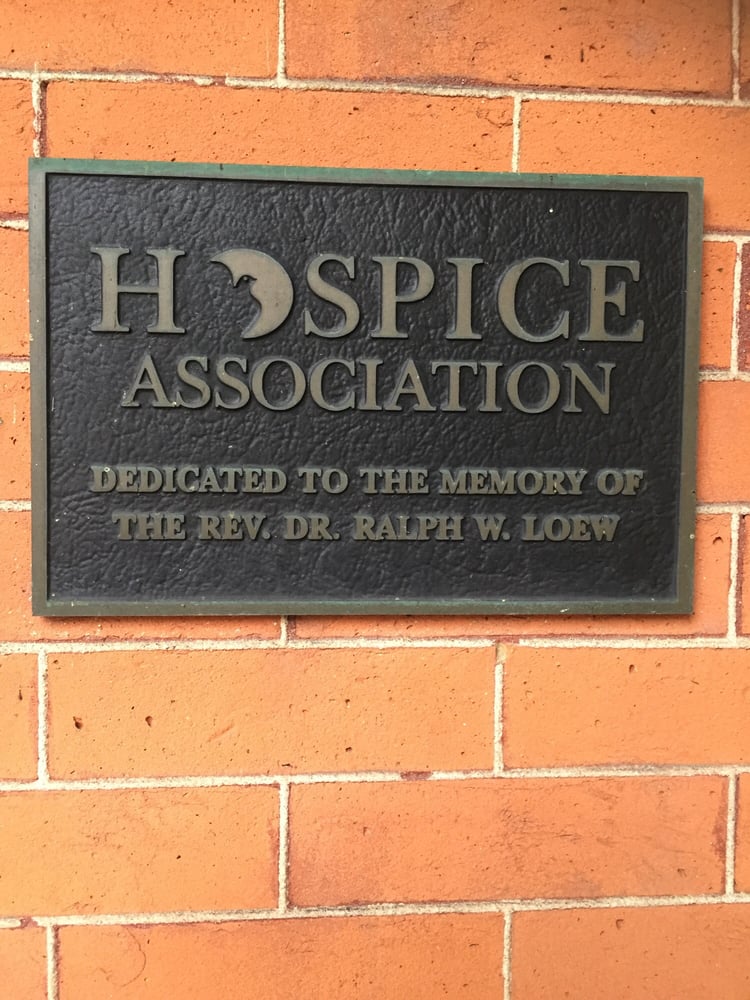 HOSPICE
ASSOCIATION
DEDICATED TO THE MEMORY OF
THE REV. DR. RALPH W. LOEW